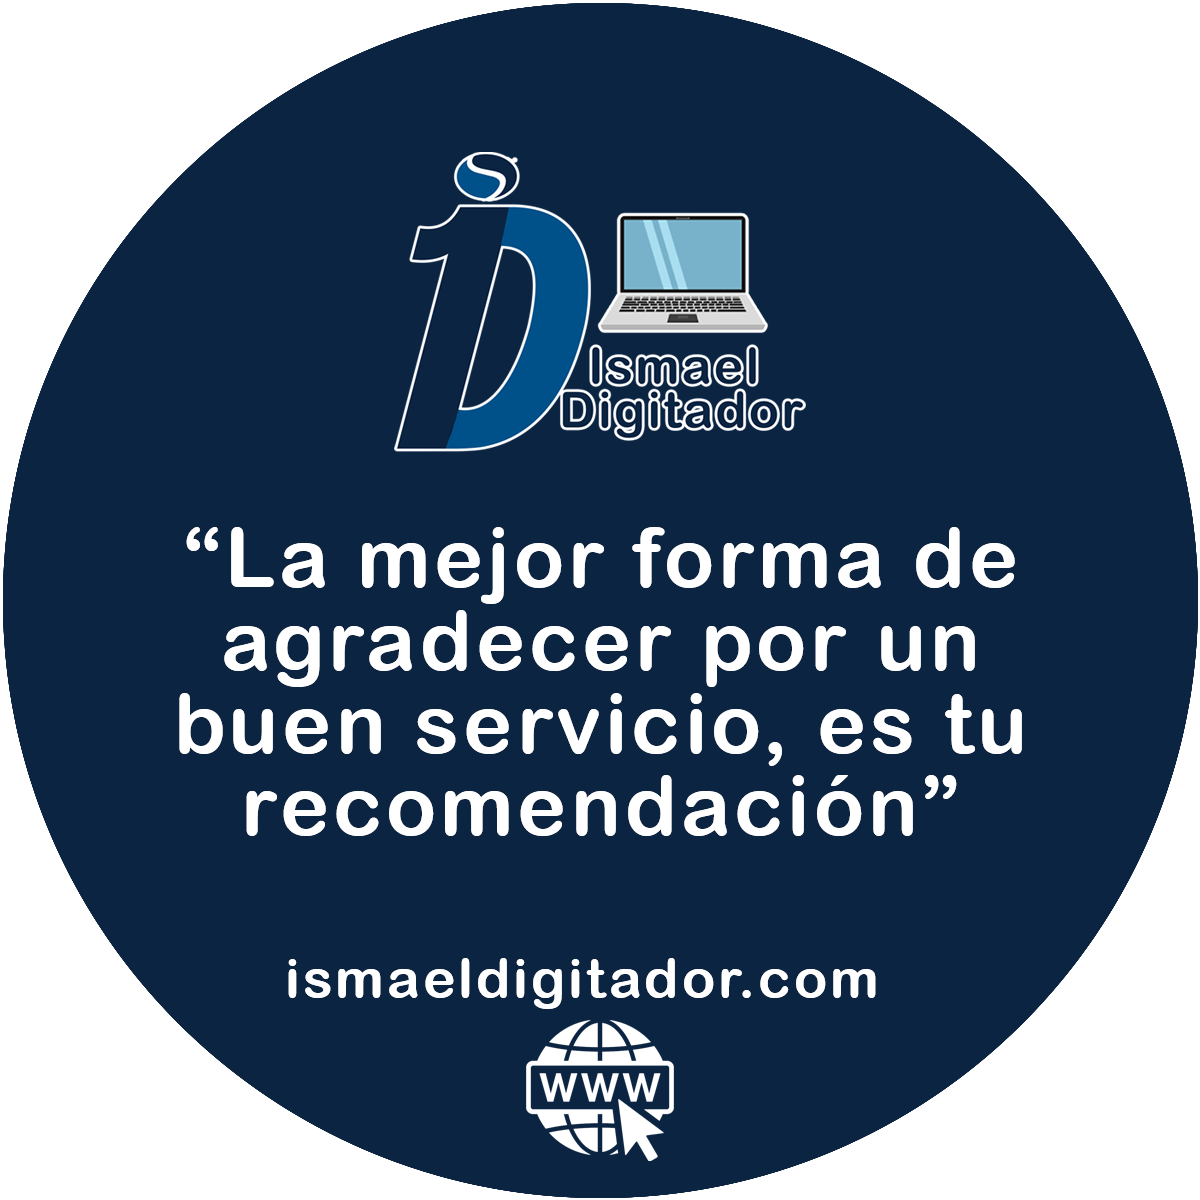 Ismael
Digitador
“La mejor forma de
agradecer por un
buen servicio, es tu
recomendación”
ismaeldigitador.com
WWW